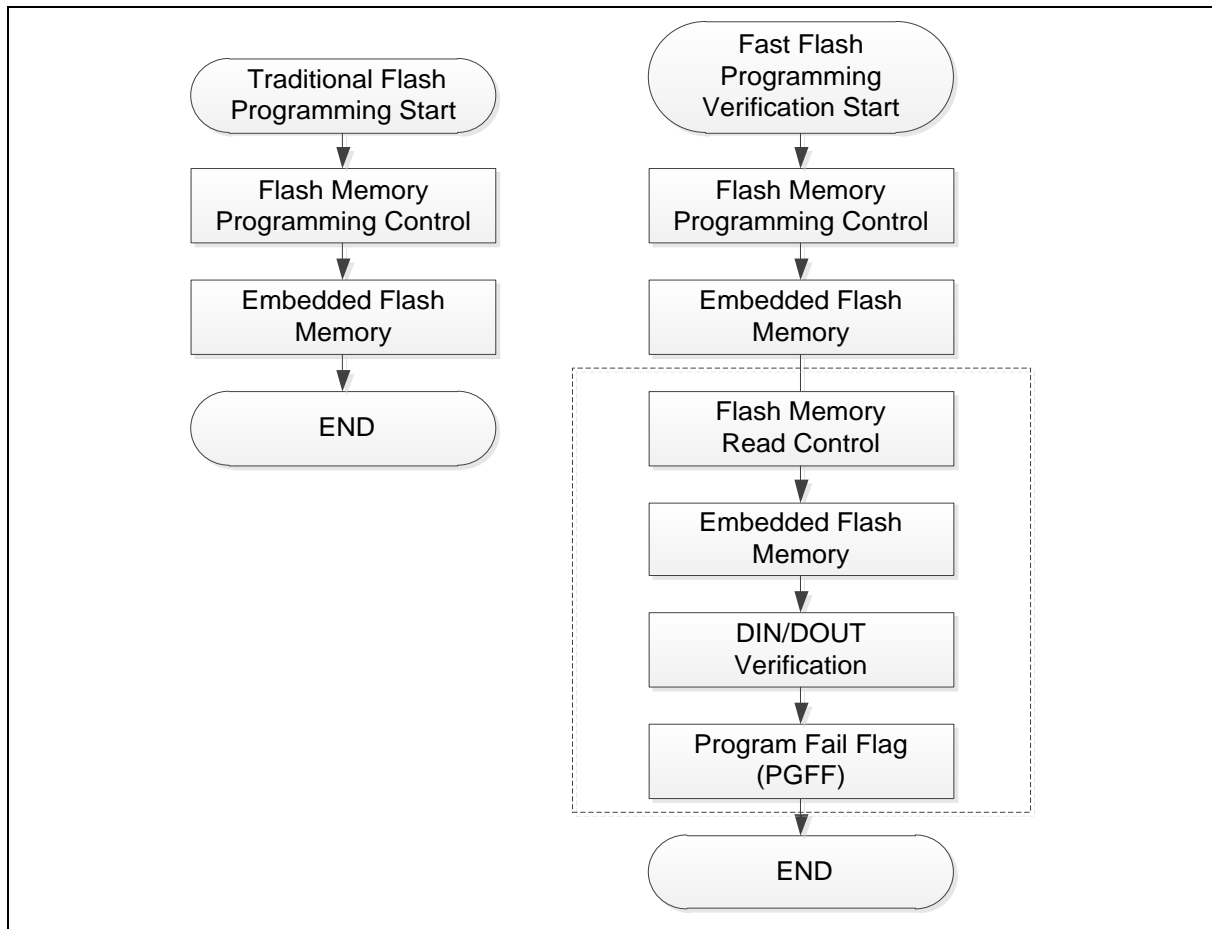 Traditional Flash
Programming Start
Flash Memory
Programming Control
Embedded Flash
Memory
END
Fast Flash
Programming
Verification Start
Flash Memory
Programming Control
Embedded Flash
Memory
Flash Memory
Read Control
Embedded Flash
Memory
DIN/DOUT
Verification
Program Fail Flag
(PGFF)
END